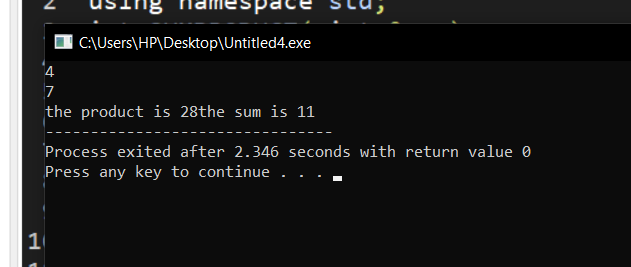 2 using namespace std;
C:\Users\HP\Desktop\Untitled4.exe
4
7
the product is 28the sum is 11
--------------------------------
Process exited after 2.346 seconds with return value 0
Press any key to continue . . .
10